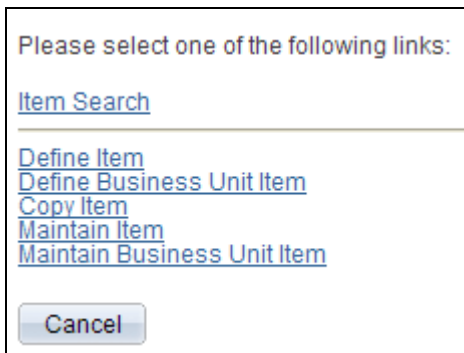 Please select one of the following links:
Item Search
Define Item
Define Business Unit Item
Copy Item
Maintain Item
Maintain Business Unit Item
Cancel